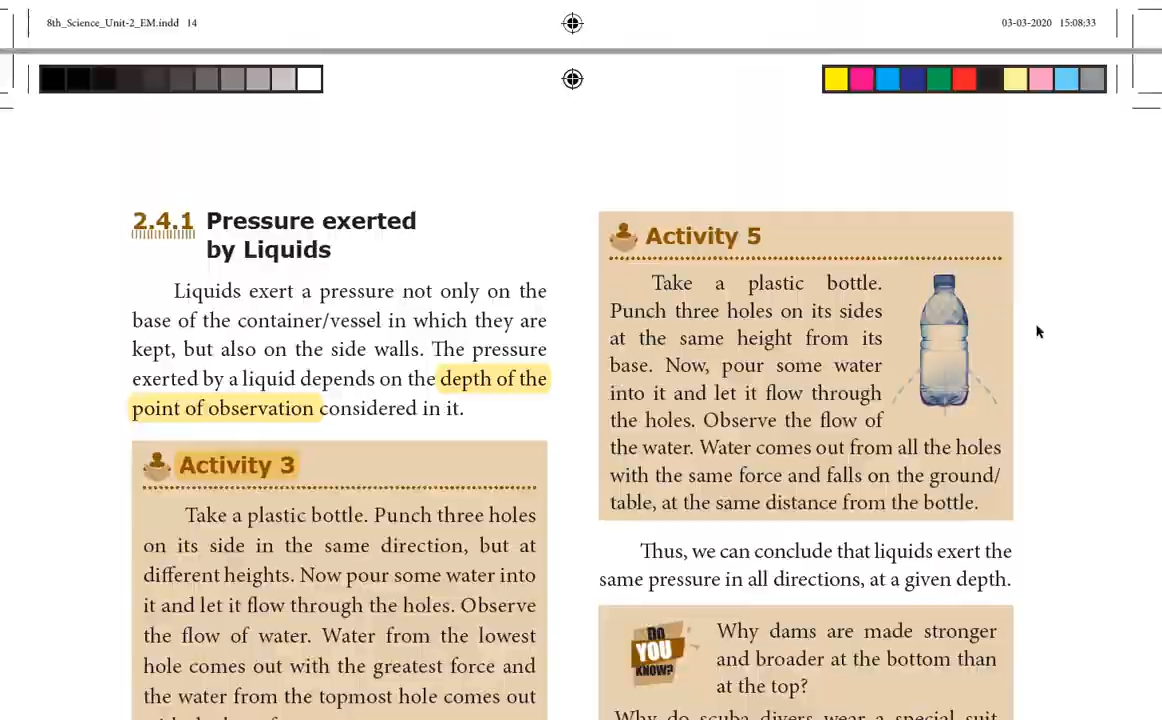 8th_Science_Unit-2_EM.indd 14
03-03-2020 15:08:33
2.4.1 Pressure exerted
by Liquids
Liquids exert a pressure not only on the
base of the container/vessel in which they are
kept, but also on the side walls. The pressure
exerted by a liquid depends on the depth of the
point of observation considered in it.
Activity 3
Take a plastic bottle. Punch three holes
on its side in the same direction, but at
different heights. Now pour some water into
it and let it flow through the holes. Observe
the flow of water. Water from the lowest
hole comes out with the greatest force and
the water from the topmost hole comes out
Activity 5
Take a plastic bottle.
Punch three holes on its sides
at the same height from its
base. Now, pour some water
into it and let it flow through
the holes. Observe the flow of
the water. Water comes out from all the holes
with the same force and falls on the ground/
table, at the same distance from the bottle.
Thus, we can conclude that liquids exert the
same pressure in all directions, at a given depth.
DO
YOU
KNOW?
Why dams are made stronger
and broader at the bottom than
at the top?
Why do scuba divers wear a special suit